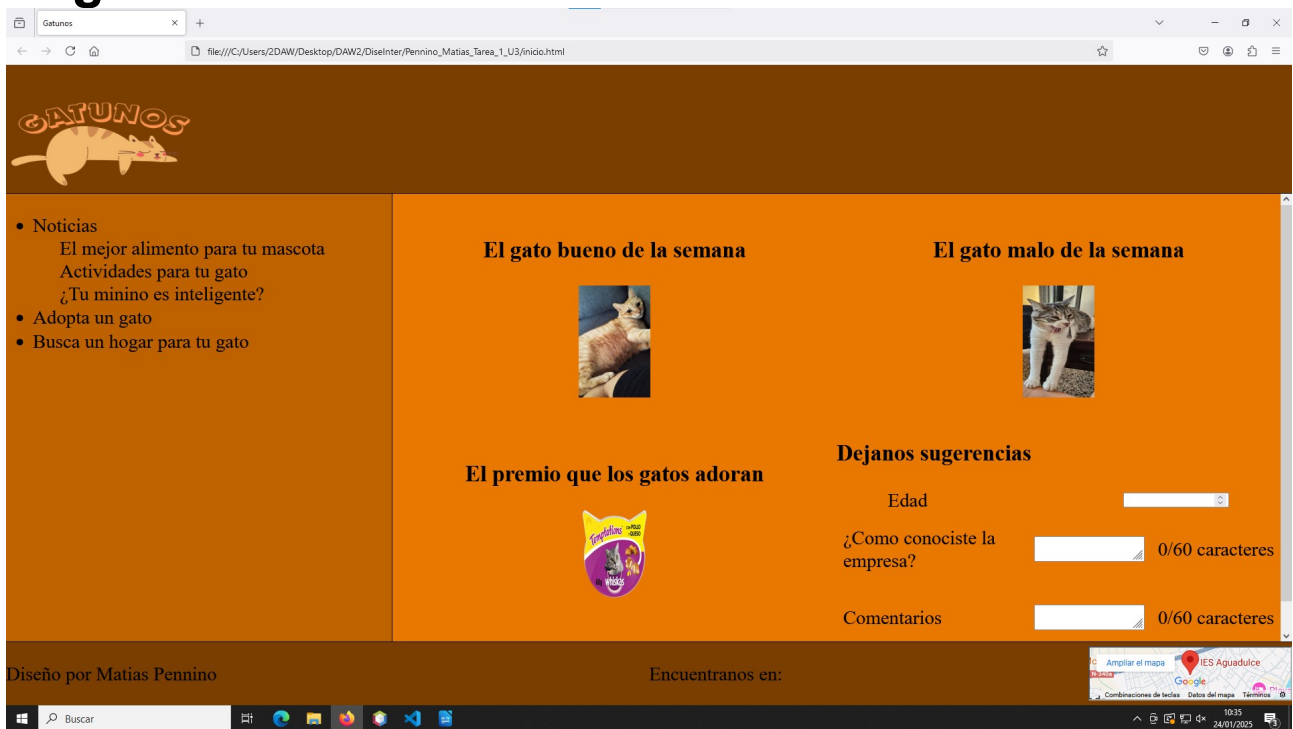 Gatunos
file:///C:/Users/2DAW/Desktop/DAW2/DiseInter/Pennino_Matias_Tarea_1_U3/inicio.html
GATUNOS
Noticias
El mejor alimento para tu mascota
Actividades para tu gato
¿Tu minino es inteligente?
Adopta un gato
Busca un hogar para tu gato
El gato bueno de la semana
El gato malo de la semana
El premio que los gatos adoran
Temptations
CON POLLO
Whiskas
Dejanos sugerencias
Edad
¿Como conociste la
empresa?
0/60 caracteres
Comentarios
0/60 caracteres
Diseño por Matias Pennino
Encuentranos en:
Ampliar el mapa
IES Aguadulce
Google
Combinaciones de teclas
Datos del mapa
Términos
Buscar
10:35
24/01/2025
3